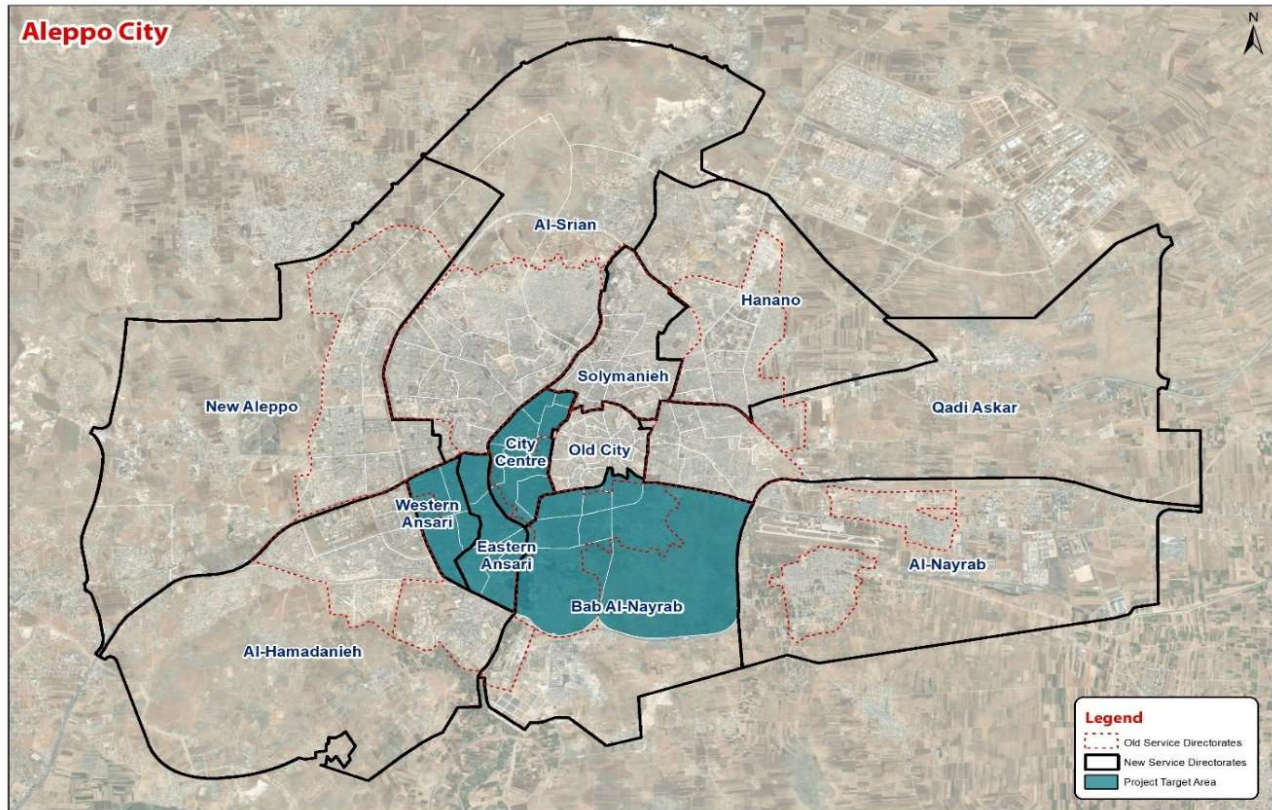 Aleppo City
N
Al-Srian
Hanano
Solymanieh
New Aleppo
Qadi Askar
City
Centre
Old City
Western
Ansari
Eastern
Ansari
Al-Nayrab
Bab Al-Nayrab
Al-Hamadanieh
Legend
Old Service Directorates
New Service Directorates
Project Target Area